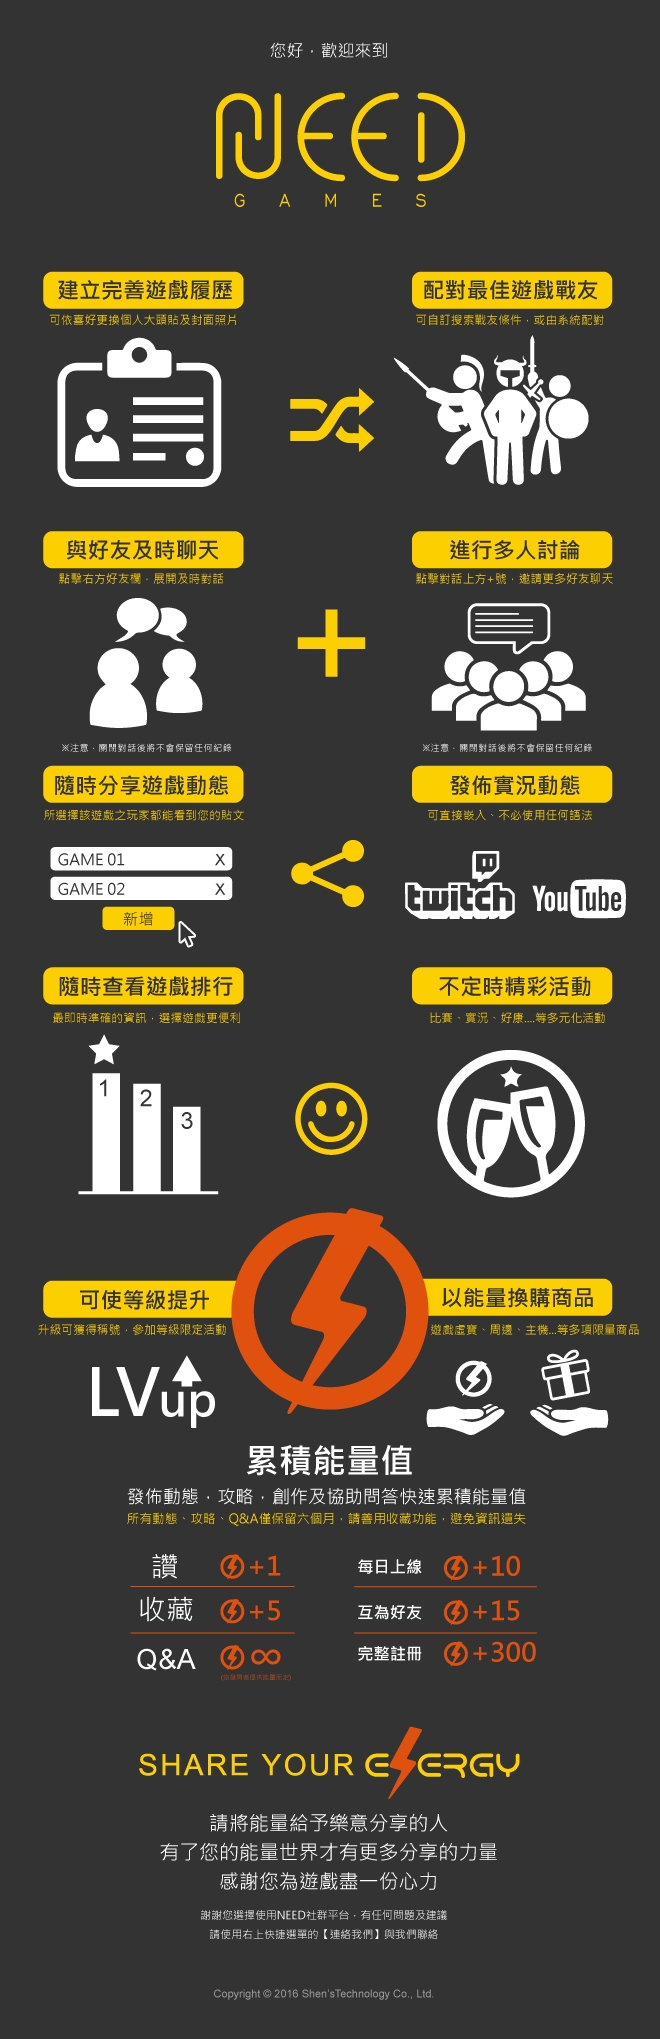 您好，歡迎來到
NEED
GAMES
建立完善遊戲履歷
可依喜好更換個人大頭貼及封面照片
配對最佳遊戲戰友
可自訂搜索戰友條件，或由系統配對
與好友及時聊天
點擊右方好友欄，展開及時對話
※注意，關閉對話後將不會保留任何紀錄
進行多人討論
點擊對話上方+號，邀請更多好友聊天
※注意，關閉對話後將不會保留任何紀錄
隨時分享遊戲動態
所選擇該遊戲之玩家都能看到您的貼文
GAME 01 X
GAME 02 X
新增
發佈實況動態
可直接嵌入、不必使用任何語法
twitch
YouTube
隨時查看遊戲排行
最即時準確的資訊，選擇遊戲更便利
1
2
3
不定時精彩活動
比賽、實況、好康....等多元化活動
可使等級提升
升級可獲得稱號，參加等級限定活動
LVup
以能量換購商品
遊戲虛寶、周邊、主機...等多項限量商品
累積能量值
發佈動態，攻略，創作及協助問答快速累積能量值
所有動態、攻略、Q&A僅保留六個月，請善用收藏功能，避免資訊遺失
讚 +1
每日上線 +10
收藏 +5
互為好友 +15
Q&A ∞
完整註冊 +300
SHARE YOUR ENERGY
請將能量給予樂意分享的人
有了您的能量世界才有更多分享的力量
感謝您為遊戲盡一份心力
謝謝您選擇使用NEED社群平台，有任何問題及建議
請使用右上快捷選單的【連絡我們】與我們聯絡
Copyright © 2016 Shen'sTechnology Co., Ltd.